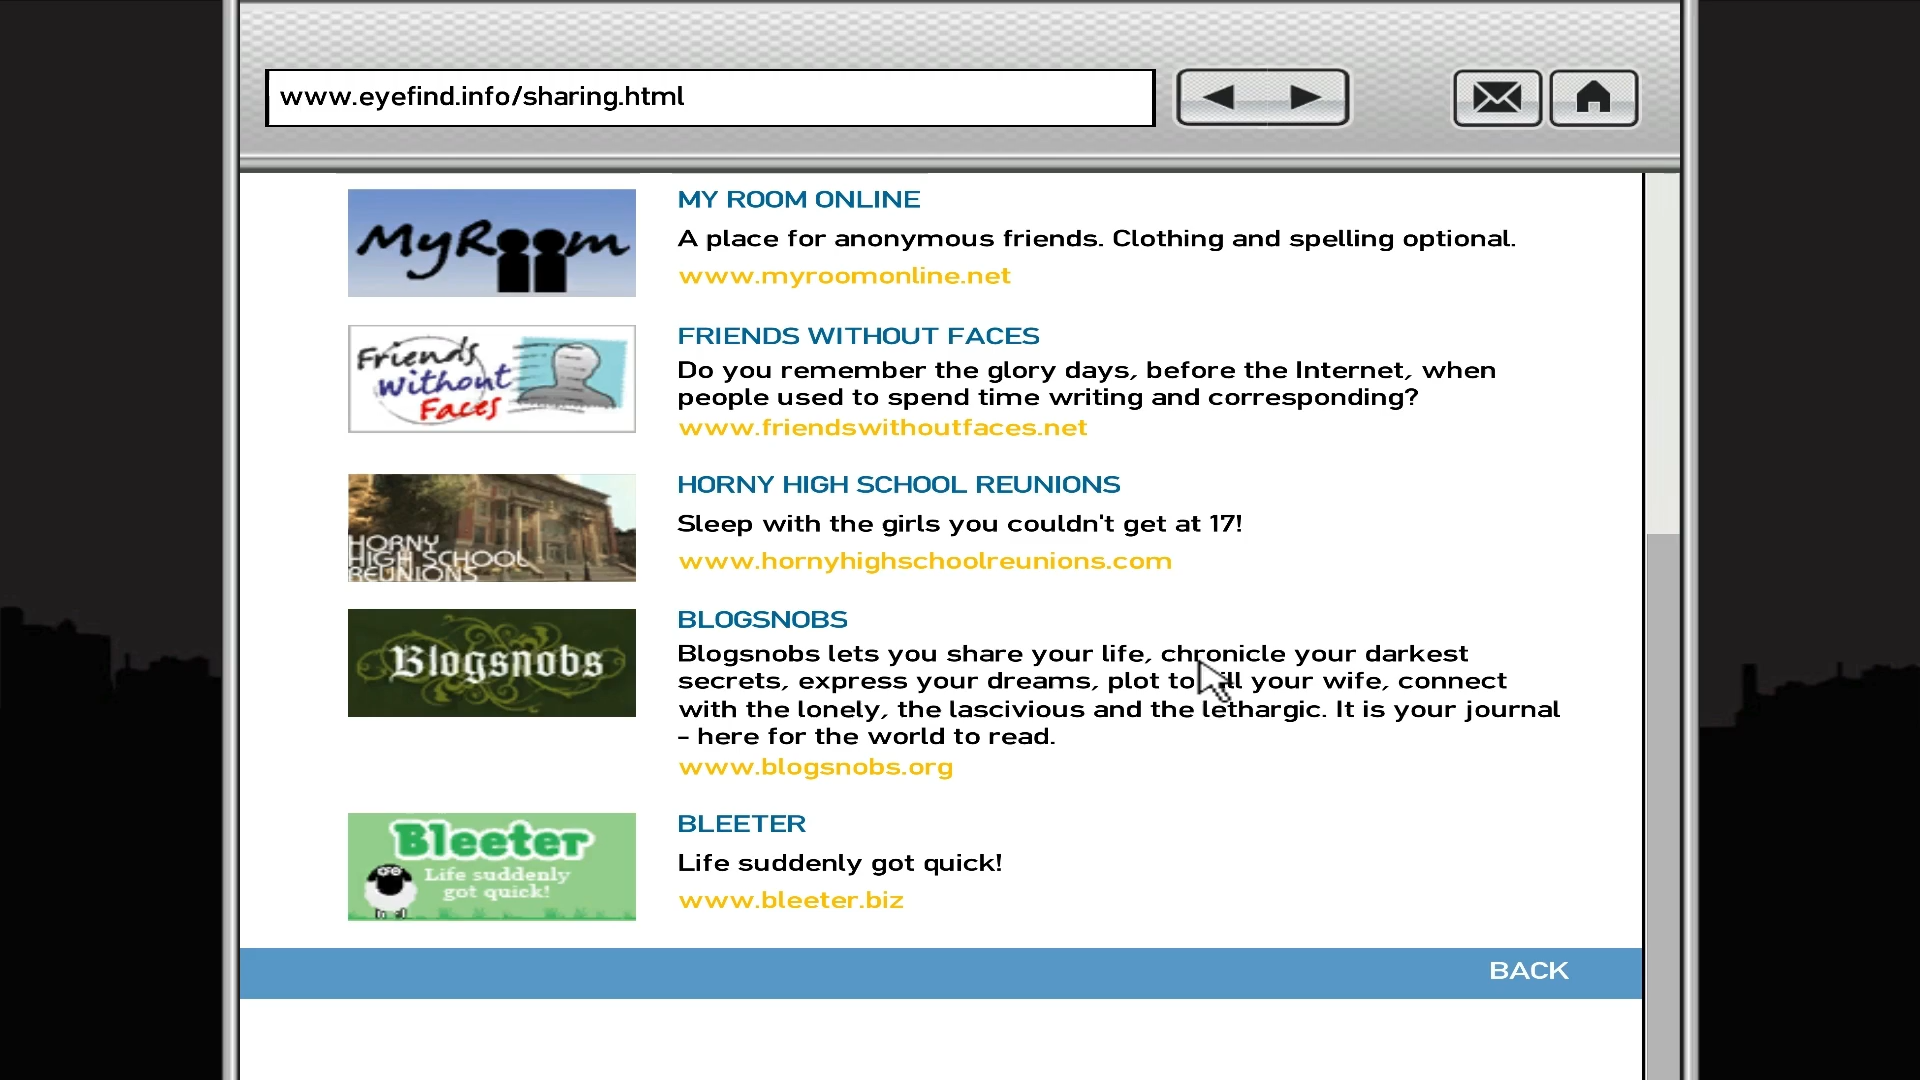 www.eyefind.info/sharing.html
MyRoom
MY ROOM ONLINE
A place for anonymous friends. Clothing and spelling optional.
www.myroomonline.net
Friends
Without
Faces
FRIENDS WITHOUT FACES
Do you remember the glory days, before the Internet, when
people used to spend time writing and corresponding?
www.friendswithoutfaces.net
HORNY
HIGH SCHOOL
REUNIONS
HORNY HIGH SCHOOL REUNIONS
Sleep with the girls you couldn't get at 17!
www.hornyhighschoolreunions.com
Blogsnobs
BLOGSNOBS
Blogsnobs lets you share your life, chronicle your darkest
secrets, express your dreams, plot to kill your wife, connect
with the lonely, the lascivious and the lethargic. It is your journal
- here for the world to read.
www.blogsnobs.org
Bleeter
Life suddenly
got quick!
BLEETER
Life suddenly got quick!
www.bleeter.biz
BACK